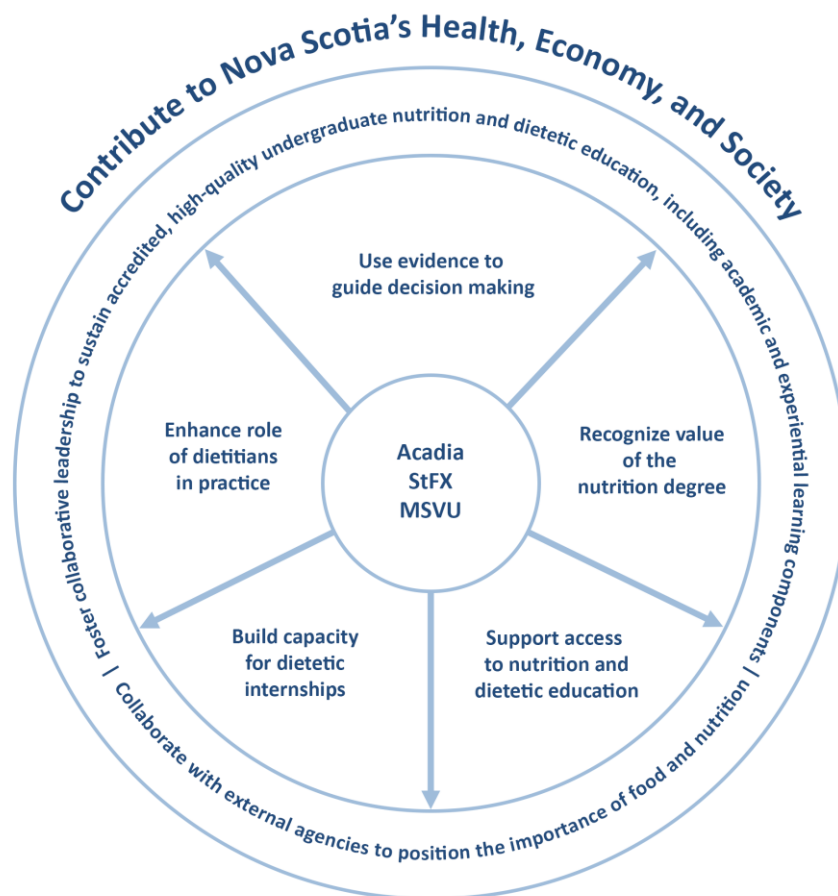 Contribute to Nova Scotia's Health, Economy, and Society
Foster collaborative leadership to sustain accredited, high-quality undergraduate nutrition and dietetic education, including academic and experiential learning components |
Collaborate with external agencies to position the importance of food and nutrition |
Use evidence to
guide decision making
Enhance role
of dietitians
in practice
Acadia
StFX
MSVU
Recognize value
of the
nutrition degree
Build capacity
for dietetic
internships
Support access
to nutrition and
dietetic education